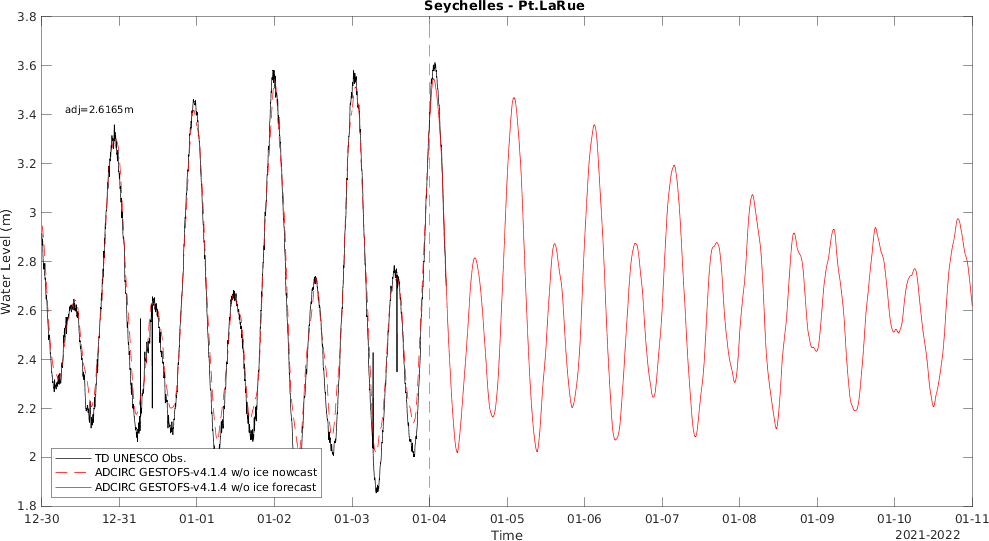 Seychelles - Pt.LaRue
3.8
3.6
3.4
3.2
3
2.8
2.6
2.4
2.2
2
1.8
Water Level (m)
adj=2.6165m
TD UNESCO Obs.
ADCIRC GESTOFS-v4.1.4 w/o ice nowcast
ADCIRC GESTOFS-v4.1.4 w/o ice forecast
12-30 12-31 01-01 01-02 01-03 01-04 01-05 01-06 01-07 01-08 01-09 01-10 01-11
Time
2021-2022